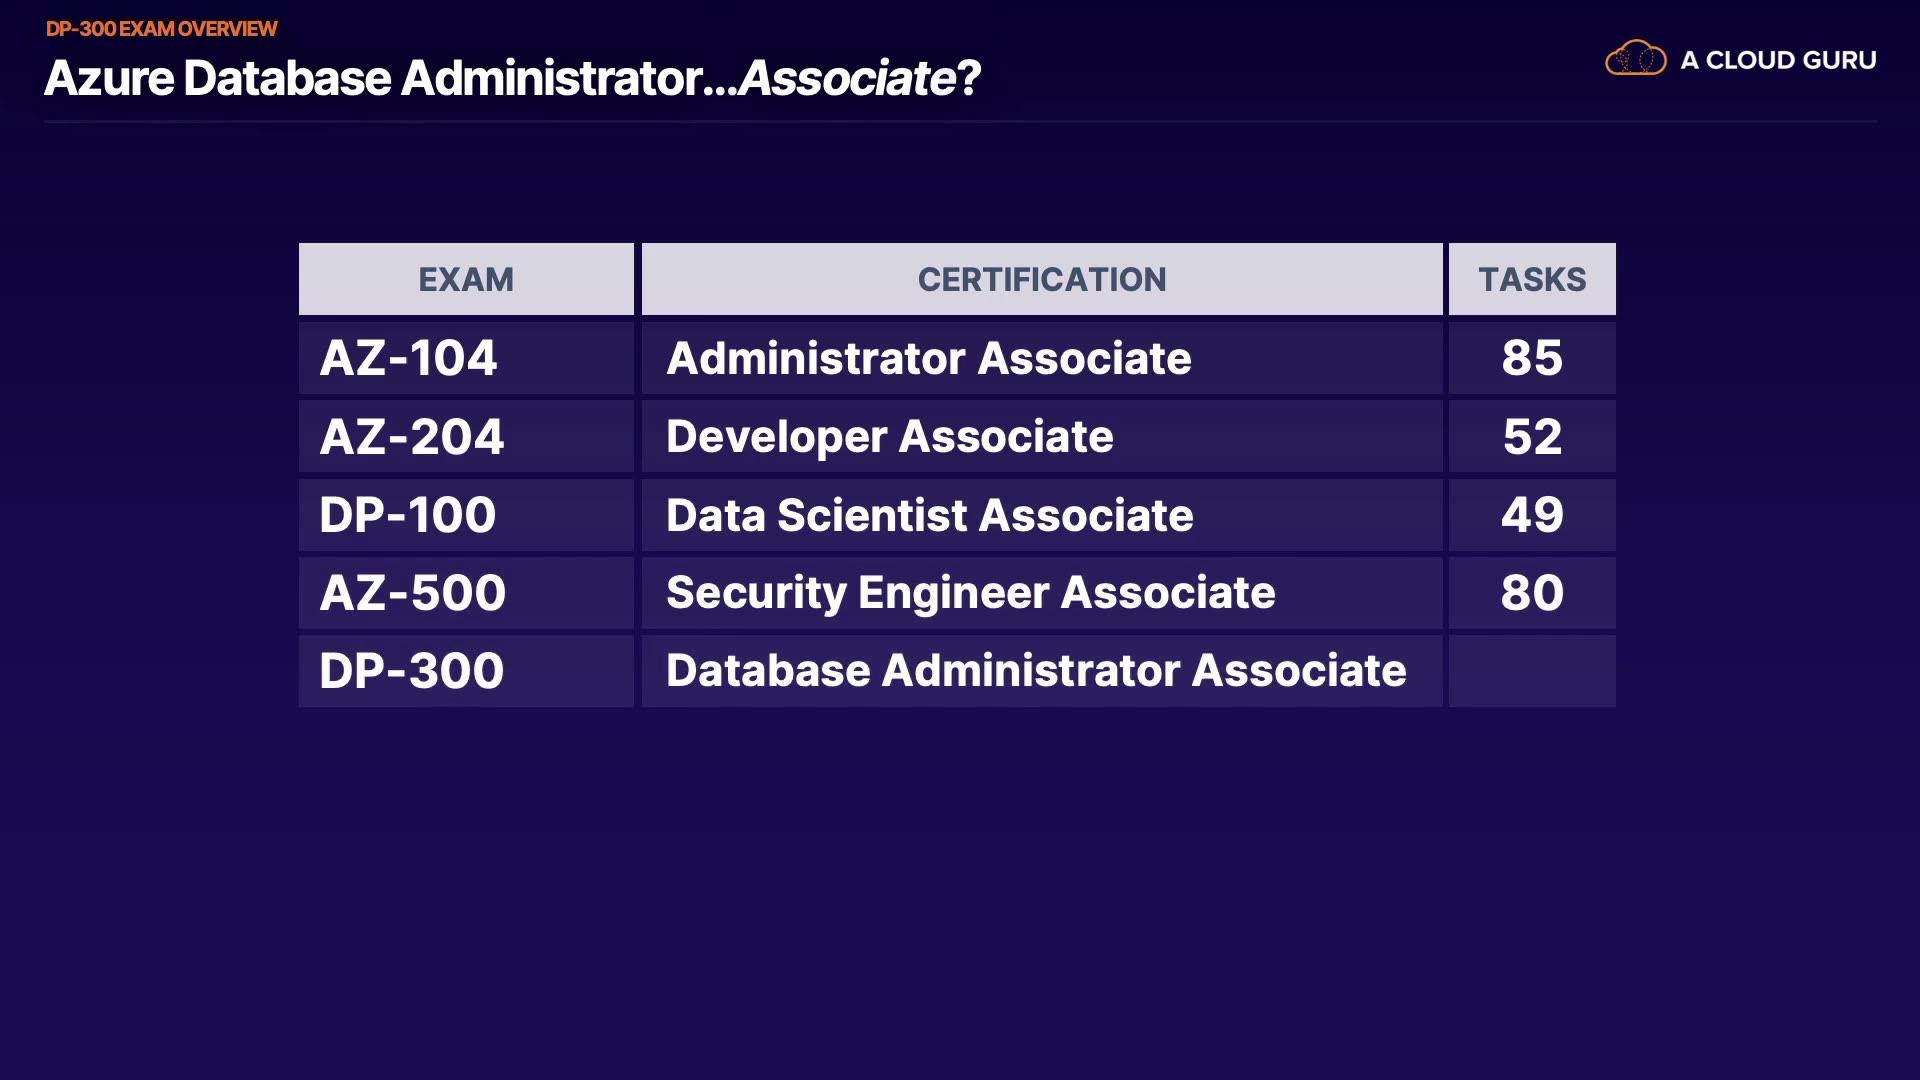 DP-300 EXAM OVERVIEW
Azure Database Administrator...Associate?
A CLOUD GURU
EXAM CERTIFICATION TASKS
AZ-104 Administrator Associate 85
AZ-204 Developer Associate 52
DP-100 Data Scientist Associate 49
AZ-500 Security Engineer Associate 80
DP-300 Database Administrator Associate